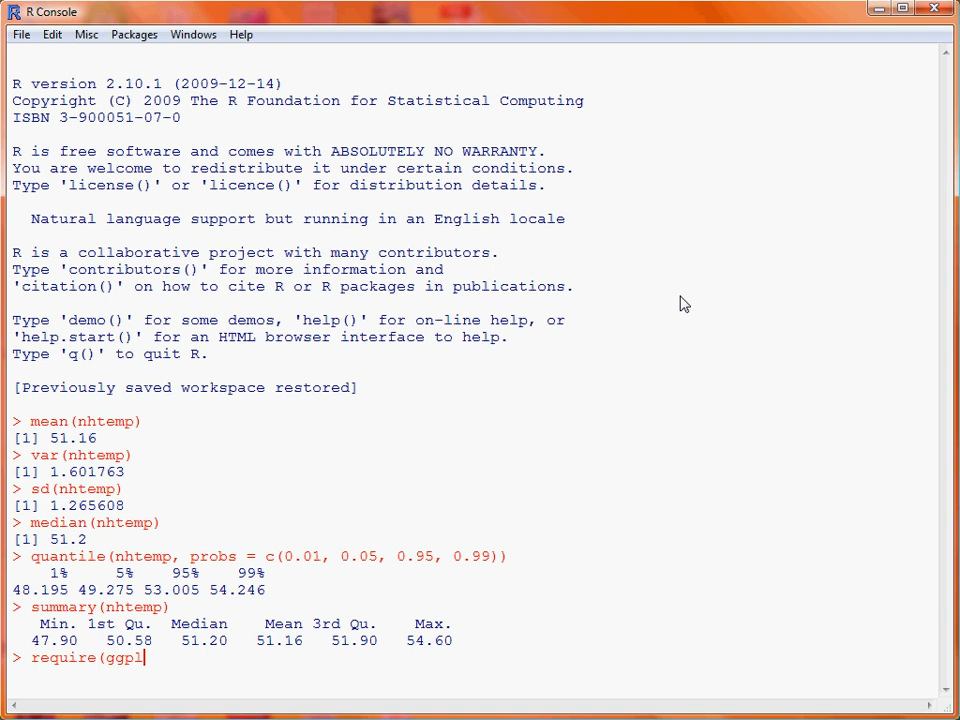 R Console
File Edit Misc Packages Windows Help
R version 2.10.1 (2009-12-14)
Copyright (C) 2009 The R Foundation for Statistical Computing
ISBN 3-900051-07-0
R is free software and comes with ABSOLUTELY NO WARRANTY.
You are welcome to redistribute it under certain conditions.
Type 'license()' or 'licence()' for distribution details.
Natural language support but running in an English locale
R is a collaborative project with many contributors.
Type 'contributors()' for more information and
'citation()' on how to cite R or R packages in publications.
Type 'demo()' for some demos, 'help()' for on-line help, or
'help.start()' for an HTML browser interface to help.
Type 'q()' to quit R.
[Previously saved workspace restored]
> mean(nhtemp)
[1] 51.16
> var(nhtemp)
[1] 1.601763
> sd(nhtemp)
[1] 1.265608
> median(nhtemp)
[1] 51.2
> quantile(nhtemp, probs = c(0.01, 0.05, 0.95, 0.99))
1% 5% 95% 99%
48.195 49.275 53.005 54.246
> summary(nhtemp)
Min. 1st Qu. Median Mean 3rd Qu. Max.
47.90 50.58 51.20 51.16 51.90 54.60
> require(ggpl